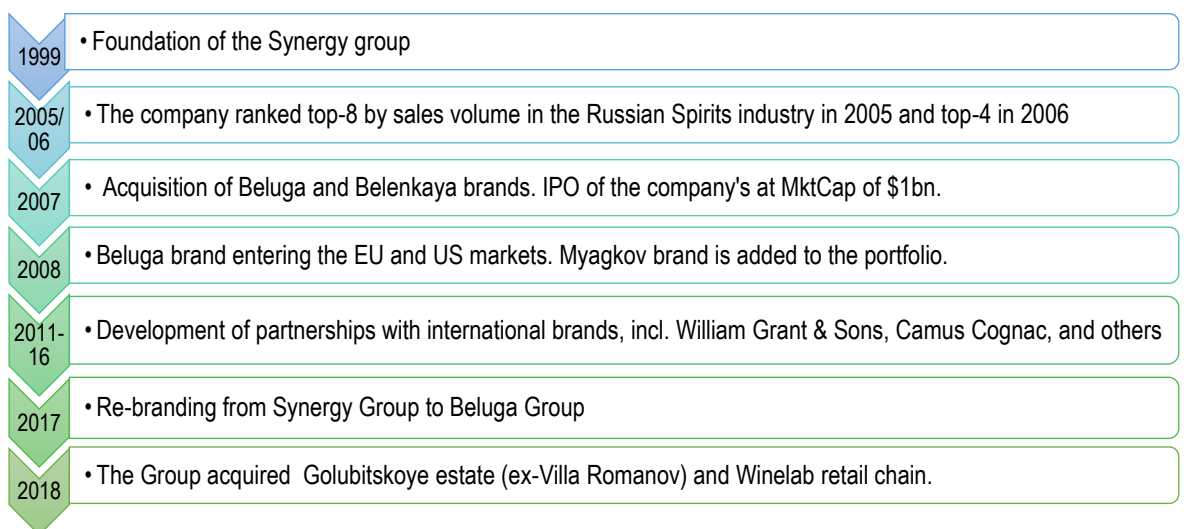 1999
• Foundation of the Synergy group
2005/
06
• The company ranked top-8 by sales volume in the Russian Spirits industry in 2005 and top-4 in 2006
2007
• Acquisition of Beluga and Belenkaya brands. IPO of the company's at MktCap of $1bn.
2008
• Beluga brand entering the EU and US markets. Myagkov brand is added to the portfolio.
2011-
16
• Development of partnerships with international brands, incl. William Grant & Sons, Camus Cognac, and others
2017
• Re-branding from Synergy Group to Beluga Group
2018
• The Group acquired Golubitskoye estate (ex-Villa Romanov) and Winelab retail chain.